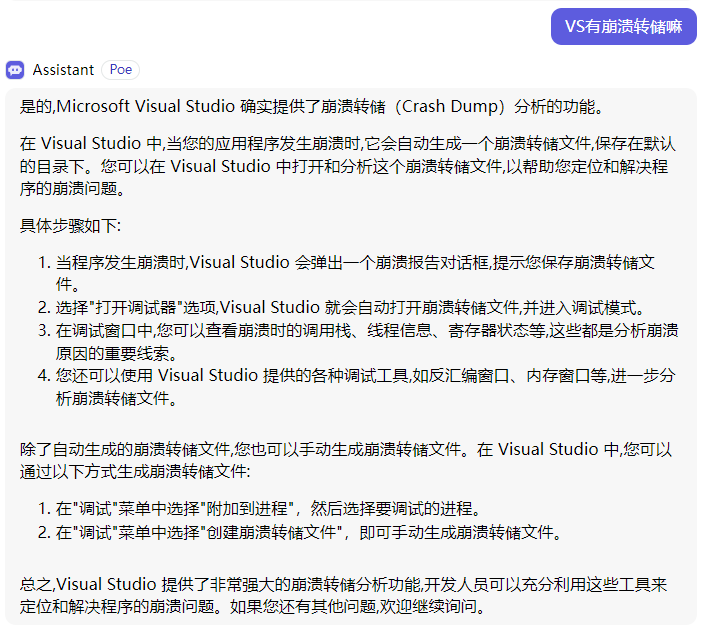 VS有崩溃转储嘛
Assistant Poe
是的,Microsoft Visual Studio 确实提供了崩溃转储（Crash Dump）分析的功能。
在 Visual Studio 中,当您的应用程序发生崩溃时,它会自动生成一个崩溃转储文件,保存在默认
的目录下。您可以在 Visual Studio 中打开和分析这个崩溃转储文件,以帮助您定位和解决程
序的崩溃问题。
具体步骤如下:
1. 当程序发生崩溃时,Visual Studio 会弹出一个崩溃报告对话框,提示您保存崩溃转储文
件。
2. 选择"打开调试器"选项,Visual Studio 就会自动打开崩溃转储文件,并进入调试模式。
3. 在调试窗口中,您可以查看崩溃时的调用栈、线程信息、寄存器状态等,这些都是分析崩溃
原因的重要线索。
4. 您还可以使用 Visual Studio 提供的各种调试工具,如反汇编窗口、内存窗口等,进一步分
析崩溃转储文件。
除了自动生成的崩溃转储文件,您也可以手动生成崩溃转储文件。在 Visual Studio 中,您可以
通过以下方式生成崩溃转储文件:
1. 在"调试"菜单中选择"附加到进程"，然后选择要调试的进程。
2. 在"调试"菜单中选择"创建崩溃转储文件"，即可手动生成崩溃转储文件。
总之,Visual Studio 提供了非常强大的崩溃转储分析功能,开发人员可以充分利用这些工具来
定位和解决程序的崩溃问题。如果您还有其他问题,欢迎继续询问。